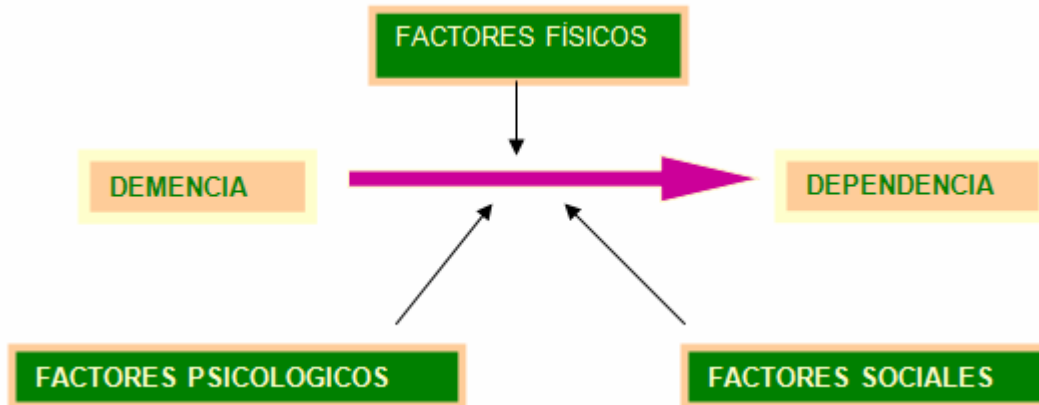 FACTORES FÍSICOS
DEMENCIA
DEPENDENCIA
FACTORES PSICOLOGICOS
FACTORES SOCIALES